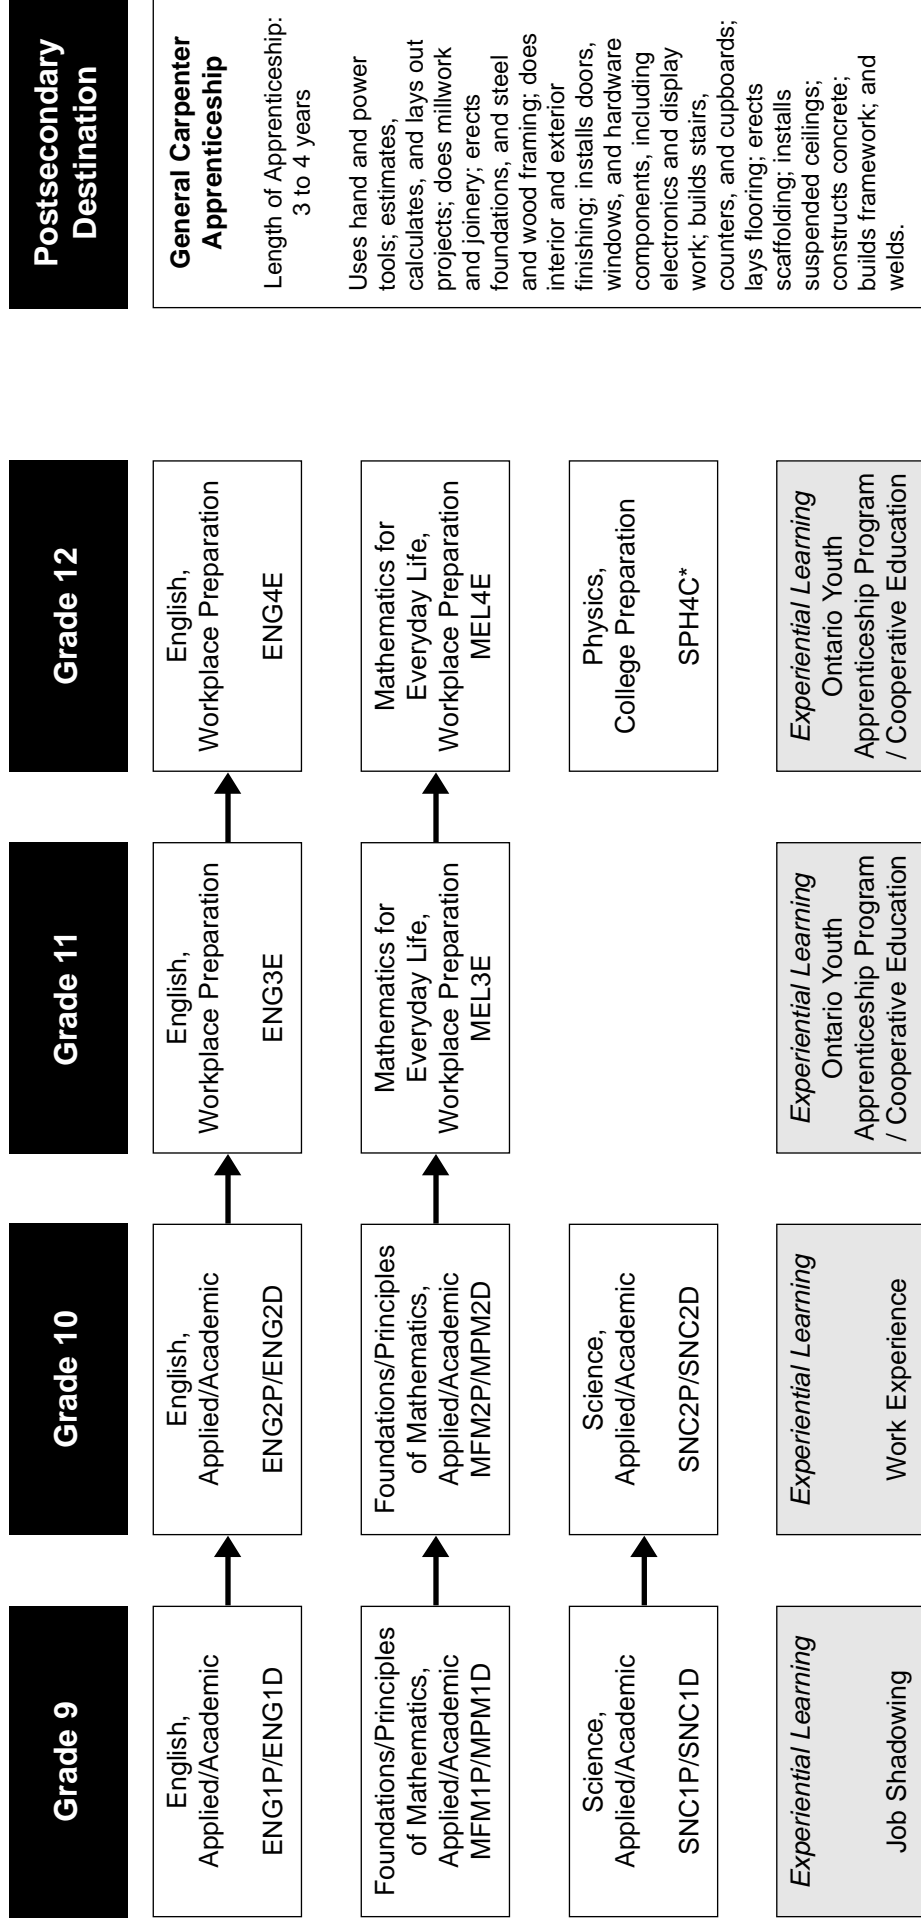 Grade 9
English,
Applied/Academic
ENG1P/ENG1D
Foundations/Principles
of Mathematics,
Applied/Academic
MFM1P/MPM1D
Science,
Applied/Academic
SNC1P/SNC1D
Experiential Learning
Job Shadowing
Grade 10
English,
Applied/Academic
ENG2P/ENG2D
Foundations/Principles
of Mathematics,
Applied/Academic
MFM2P/MPM2D
Science,
Applied/Academic
SNC2P/SNC2D
Experiential Learning
Work Experience
Grade 11
English,
Workplace Preparation
ENG3E
Mathematics for
Everyday Life,
Workplace Preparation
MEL3E
Experiential Learning
Ontario Youth
Apprenticeship Program
/ Cooperative Education
Grade 12
English,
Workplace Preparation
ENG4E
Mathematics for
Everyday Life,
Workplace Preparation
MEL4E
Physics,
College Preparation
SPH4C*
Experiential Learning
Ontario Youth
Apprenticeship Program
/ Cooperative Education
Postsecondary
Destination
General Carpenter
Apprenticeship
Length of Apprenticeship:
3 to 4 years
Uses hand and power
tools; estimates,
calculates, and lays out
projects; does millwork
and joinery; erects
foundations, and steel
and wood framing; does
interior and exterior
finishing; installs doors,
windows, and hardware
components, including
electronics and display
work; builds stairs,
counters, and cupboards;
lays flooring; erects
scaffolding; installs
suspended ceilings;
constructs concrete;
builds framework; and
welds.